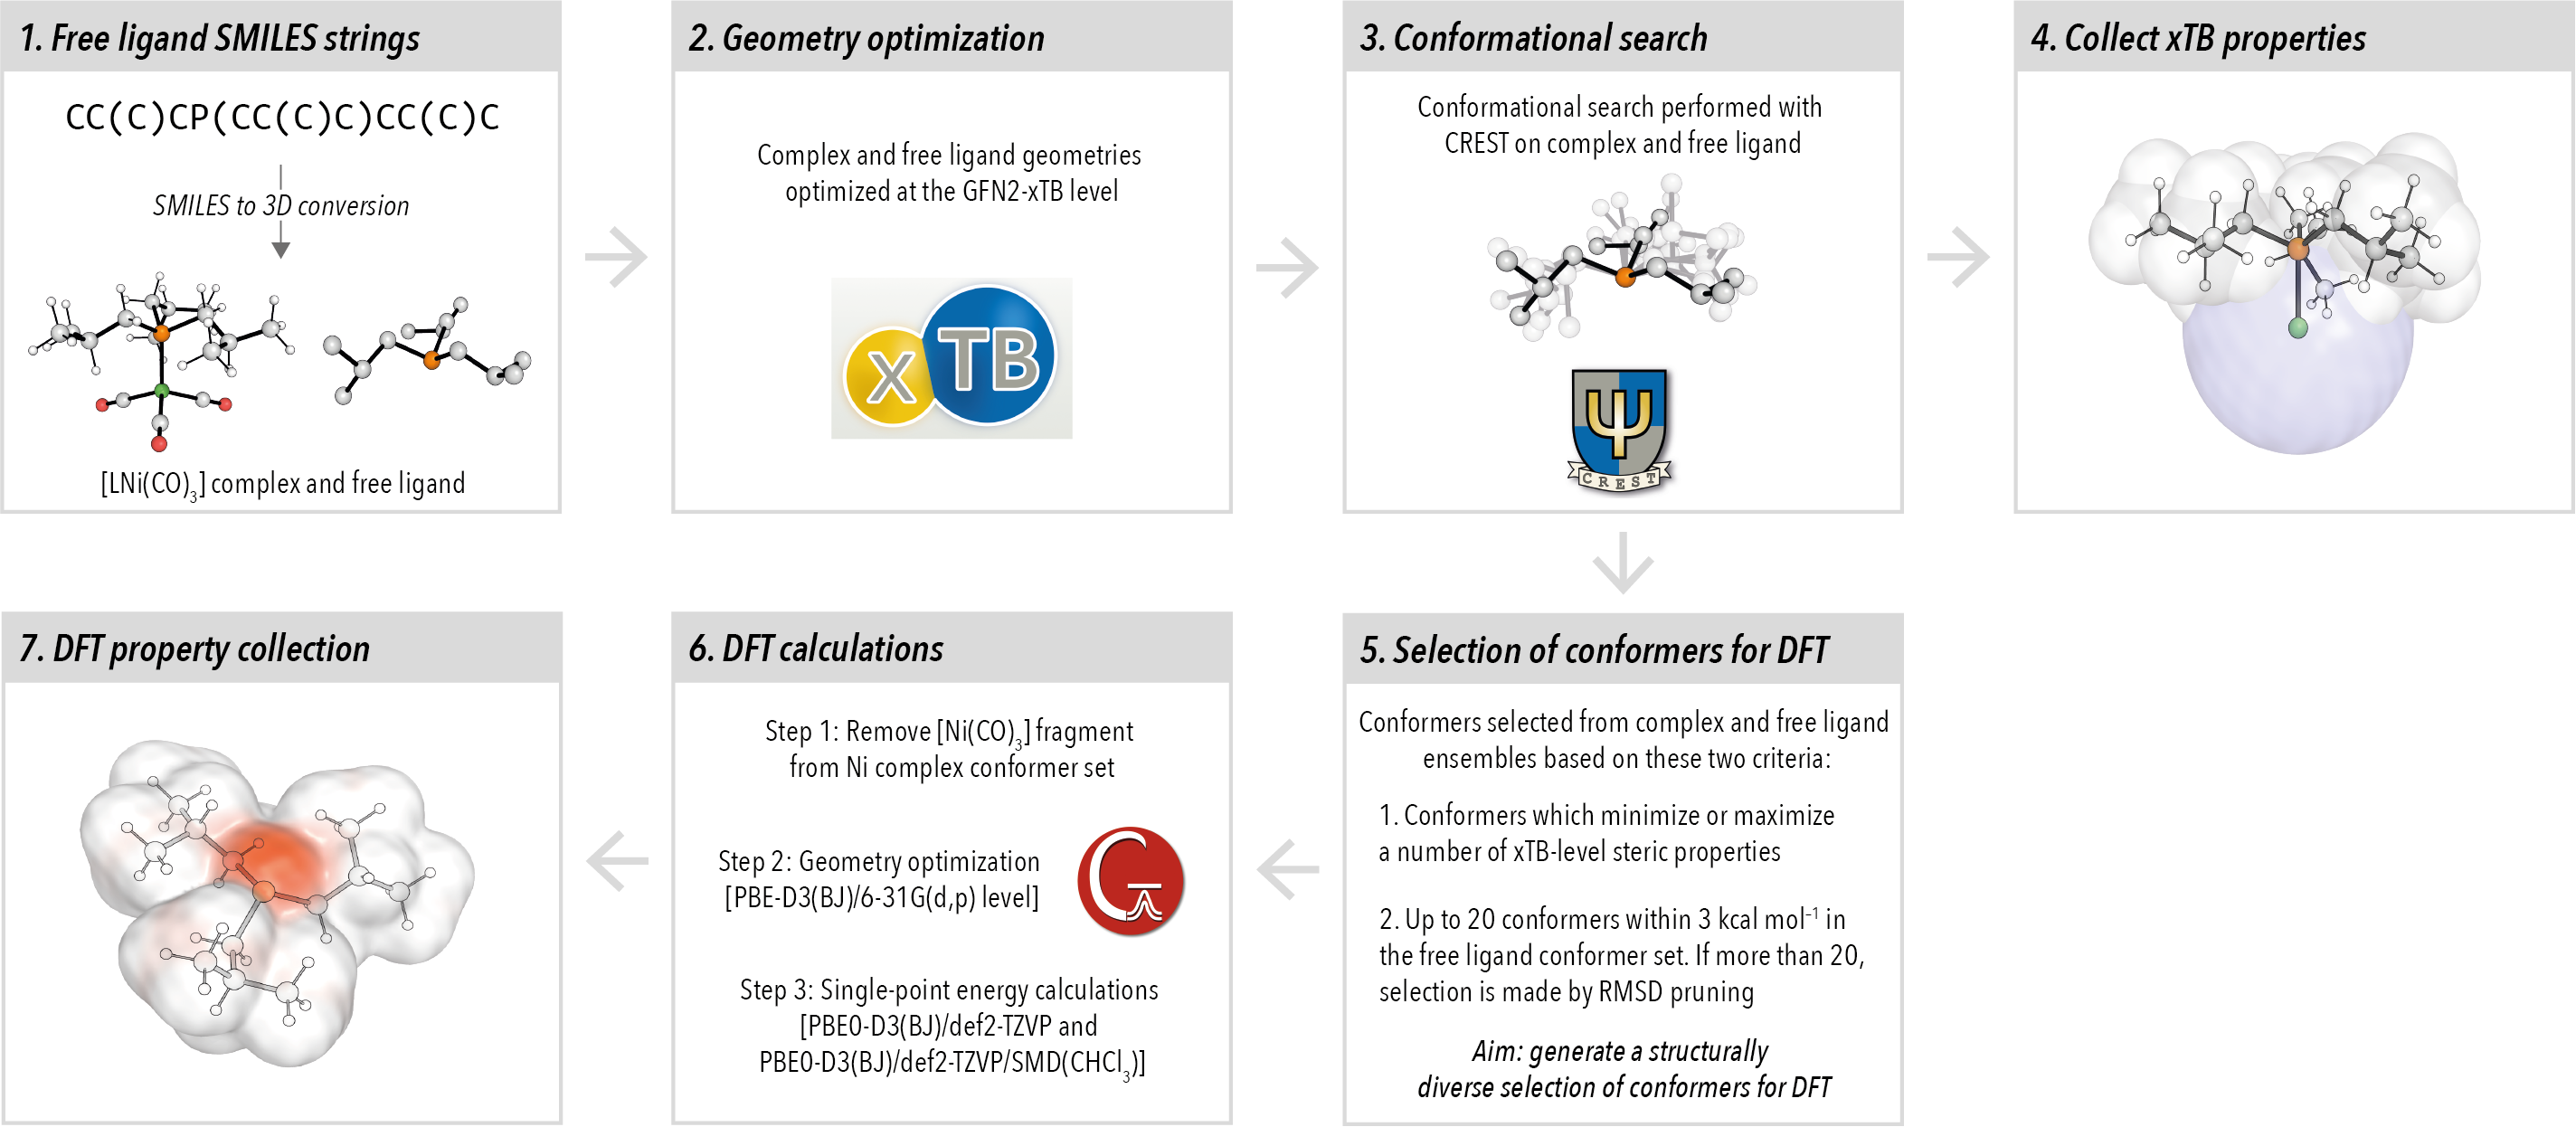 1. Free ligand SMILES strings
CC(C)CP(CC(C)C)CC(C)C
SMILES to 3D conversion
[LNi(CO)₃] complex and free ligand
2. Geometry optimization
Complex and free ligand geometries
optimized at the GFN2-xTB level
xTB
3. Conformational search
Conformational search performed with
CREST on complex and free ligand
Ψ
CREST
4. Collect xTB properties
5. Selection of conformers for DFT
Conformers selected from complex and free ligand
ensembles based on these two criteria:
1. Conformers which minimize or maximize
a number of xTB-level steric properties
2. Up to 20 conformers within 3 kcal mol⁻¹ in
the free ligand conformer set. If more than 20,
selection is made by RMSD pruning
Aim: generate a structurally
diverse selection of conformers for DFT
6. DFT calculations
Step 1: Remove [Ni(CO)₃] fragment
from Ni complex conformer set
Step 2: Geometry optimization
[PBE-D3(BJ)/6-31G(d,p) level]
G
Step 3: Single-point energy calculations
[PBE0-D3(BJ)/def2-TZVP and
PBE0-D3(BJ)/def2-TZVP/SMD(CHCl₃)]
7. DFT property collection